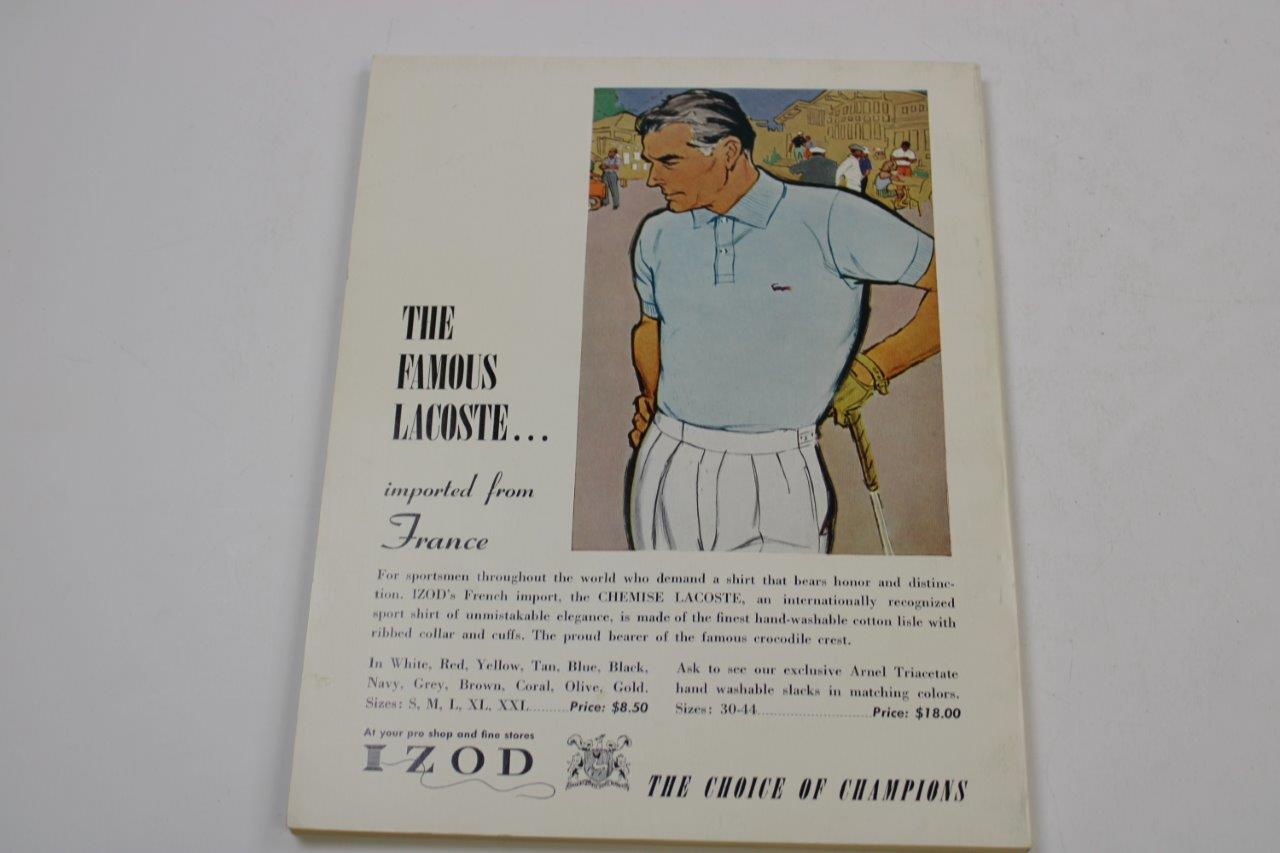 THE
FAMOUS
LACOSTE...
imported from
France
For sportsmen throughout the world who demand a shirt that bears honor and distinc-
tion. IZOD's French import, the CHEMISE LACOSTE, an internationally recognized
sport shirt of unmistakable elegance, is made of the finest hand-washable cotton lisle with
ribbed collar and cuffs. The proud bearer of the famous crocodile crest.
In White, Red, Yellow, Tan, Blue, Black,
Navy, Grey, Brown, Coral, Olive, Gold.
Sizes: S, M, L, XL, XXL..........Price: $8.50
Ask to see our exclusive Arnel Triacetate
hand washable slacks in matching colors.
Sizes: 30-44............................Price: $18.00
At your pro shop and fine stores
IZOD
THE CHOICE OF CHAMPIONS